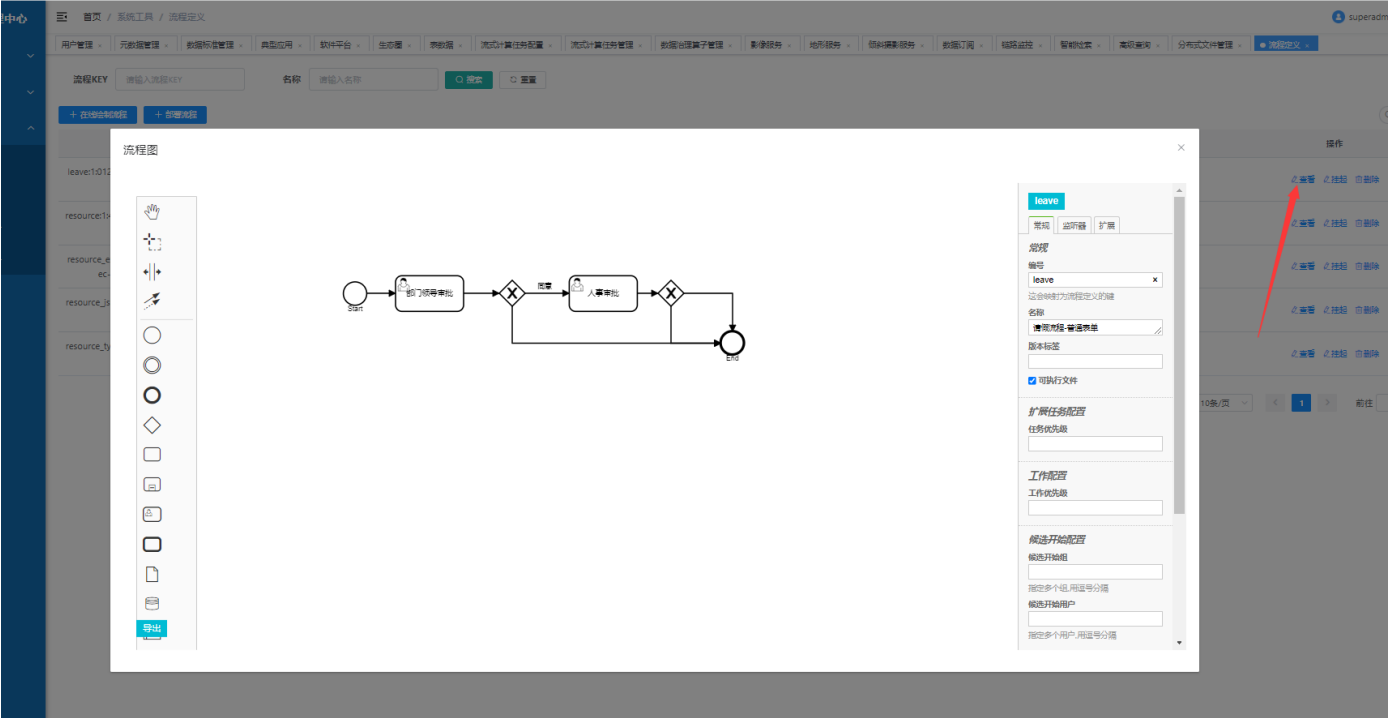 理中心
首页 / 系统工具 / 流程定义
superadm
用户管理 × 元数据管理 × 数据标准管理 × 典型应用 × 软件平台 × 生态圈 × 表数据 × 流式计算任务配置 × 流式计算任务管理 × 数据治理算子管理 × 影像服务 × 地形服务 × 倾斜摄影服务 × 数据订阅 × 链路监控 × 智能检索 × 高级查询 × 分布式文件管理 × 流程定义 ×
流程KEY 请输入流程KEY 名称 请输入名称 搜索 重置
+ 在线绘制流程 + 部署流程
操作
流程图 ×
leave:1:012
查看 挂起 删除
resource:1:4
查看 挂起 删除
resource_e
ec-
查看 挂起 删除
resource_js
查看 挂起 删除
resource_ty
查看 挂起 删除
10条/页 < 1 > 前往
Start
部门领导审批
同意
人事审批
End
导出
leave
常规 监听器 扩展
常规
编号
leave ×
这会映射为流程定义的键
名称
请假流程-普通表单
版本标签
可执行文件
扩展任务配置
任务优先级
工作配置
工作优先级
候选开始配置
候选开始组
指定多个组,用逗号分隔
候选开始用户
指定多个用户,用逗号分隔